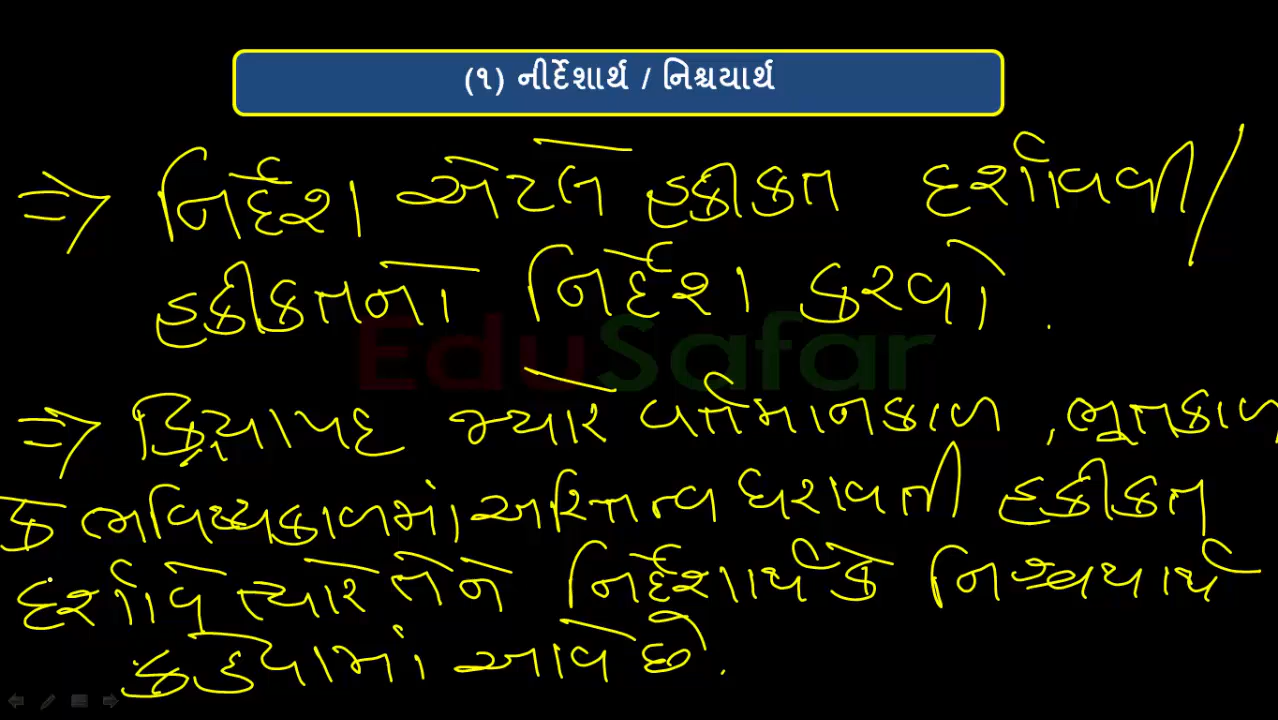 (૧) નીર્દેશાર્થ / નિશ્ચયાર્થ
⇒ નિર્દેશ એટલે હકીકત દર્શાવવી/
હકીકતનો નિર્દેશ કરવો.
EduSafar
⇒ ક્રિયાપદ જ્યારે વર્તમાનકાળ, ભૂતકાળ
કે ભવિષ્યકાળમાં અસ્તિત્વ ધરાવતી હકીકત
દર્શાવે ત્યારે તેને નિર્દેશાર્થ કે નિશ્ચયાર્થ
કહેવામાં આવે છે.